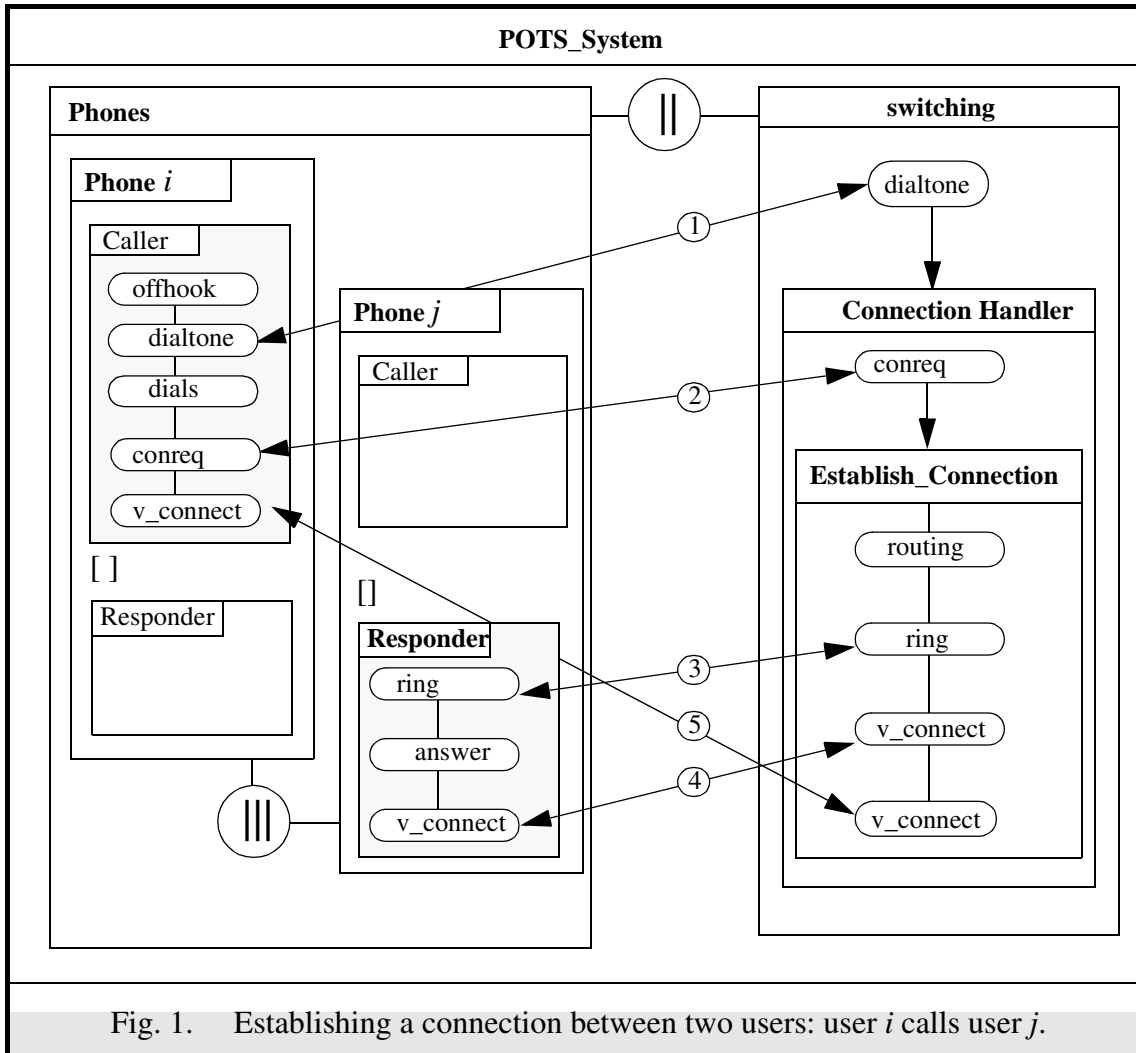 POTS_System
Phones
||
switching
Phone i
dialtone
1
Caller
offhook
dialtone
dials
conreq
v_connect
[ ]
Responder
Phone j
Caller
[]
Responder
ring
answer
v_connect
|||
Connection Handler
conreq
2
Establish_Connection
routing
ring
3
v_connect
5
4
v_connect
Fig. 1. Establishing a connection between two users: user i calls user j.